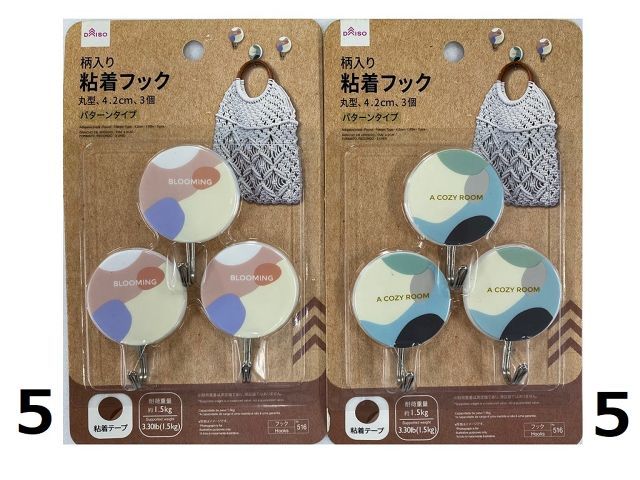 5
DAISO
柄入り
粘着フック
丸型、4.2cm、3個
パターンタイプ
BLOOMING
BLOOMING
BLOOMING
粘着テープ
耐荷重量
約1.5kg
Supported weight
3.30lb(1.5kg)
フック
Hooks
516
DAISO
柄入り
粘着フック
丸型、4.2cm、3個
パターンタイプ
A COZY ROOM
A COZY ROOM
A COZY ROOM
粘着テープ
耐荷重量
約1.5kg
Supported weight
3.30lb(1.5kg)
フック
Hooks
516
5